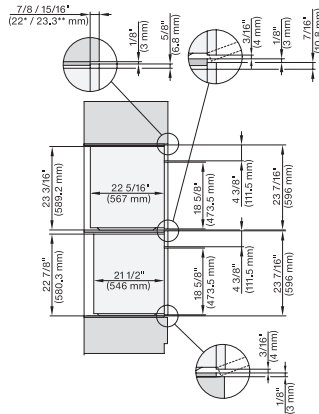 7/8 / 15/16"
(22* / 23.3** mm)
1/8"
(3 mm)
5/8"
(6.8 mm)
3/16"
(4 mm)
1/8"
(3 mm)
7/16"
(10.8 mm)
23 3/16"
(589.2 mm)
22 5/16"
(567 mm)
18 5/8"
(473.5 mm)
4 3/8"
(111.5 mm)
23 7/16"
(596 mm)
22 7/8"
(580.3 mm)
21 1/2"
(546 mm)
18 5/8"
(473.5 mm)
4 3/8"
(111.5 mm)
23 7/16"
(596 mm)
3/16"
(4 mm)
1/8"
(3 mm)